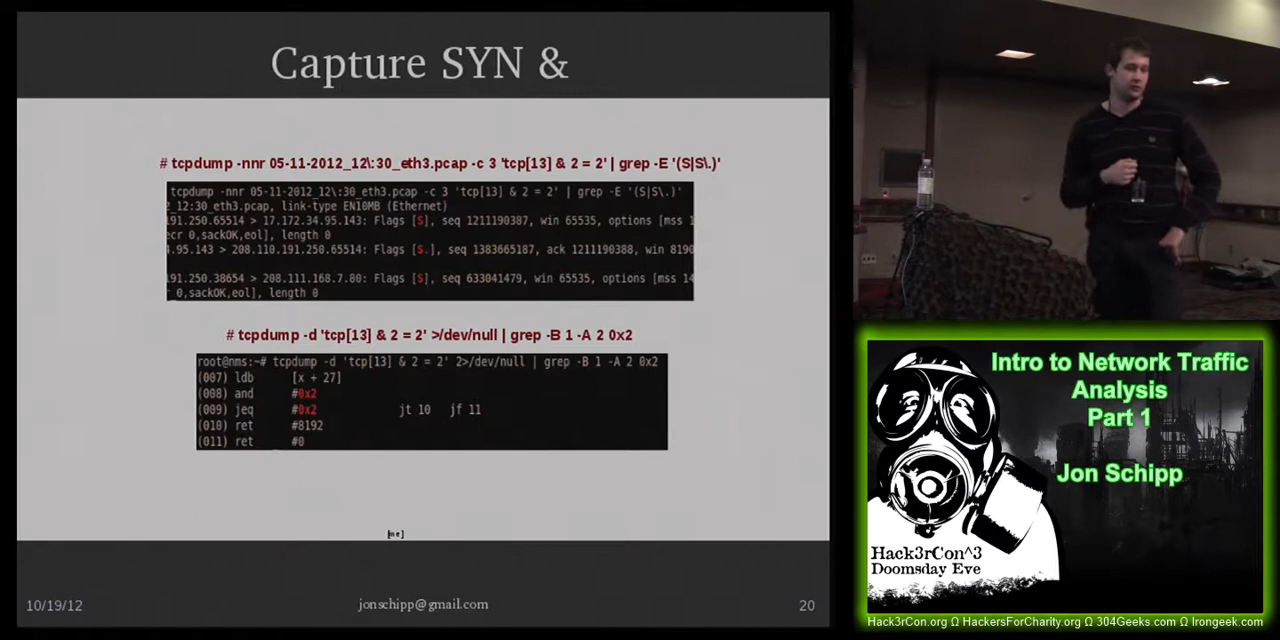 Capture SYN &
# tcpdump -nnr 05-11-2012_12\:30_eth3.pcap -c 3 'tcp[13] & 2 = 2' | grep -E '(S|S\.)'
tcpdump -nnr 05-11-2012_12\:30_eth3.pcap -c 3 'tcp[13] & 2 = 2' | grep -E '(S|S\.)'
2_12:30_eth3.pcap, link-type EN10MB (Ethernet)
191.250.65514 > 17.172.34.95.143: Flags [S], seq 1211190387, win 65535, options [mss 1
ecr 0,sackOK,eol], length 0
4.95.143 > 208.110.191.250.65514: Flags [S.], seq 1383665187, ack 1211190388, win 8190
191.250.38654 > 208.111.168.7.80: Flags [S], seq 633041479, win 65535, options [mss 14
r 0,sackOK,eol], length 0
# tcpdump -d 'tcp[13] & 2 = 2' >/dev/null | grep -B 1 -A 2 0x2
root@nms:~# tcpdump -d 'tcp[13] & 2 = 2' 2>/dev/null | grep -B 1 -A 2 0x2
(007) ldb [x + 27]
(008) and #0x2
(009) jeq #0x2 jt 10 jf 11
(010) ret #8192
(011) ret #0
10/19/12
jonschipp@gmail.com
20
Intro to Network Traffic
Analysis
Part 1
Jon Schipp
Hack3rCon^3
Doomsday Eve
Hack3rCon.org Ω HackersForCharity.org Ω 304Geeks.com Ω Irongeek.com